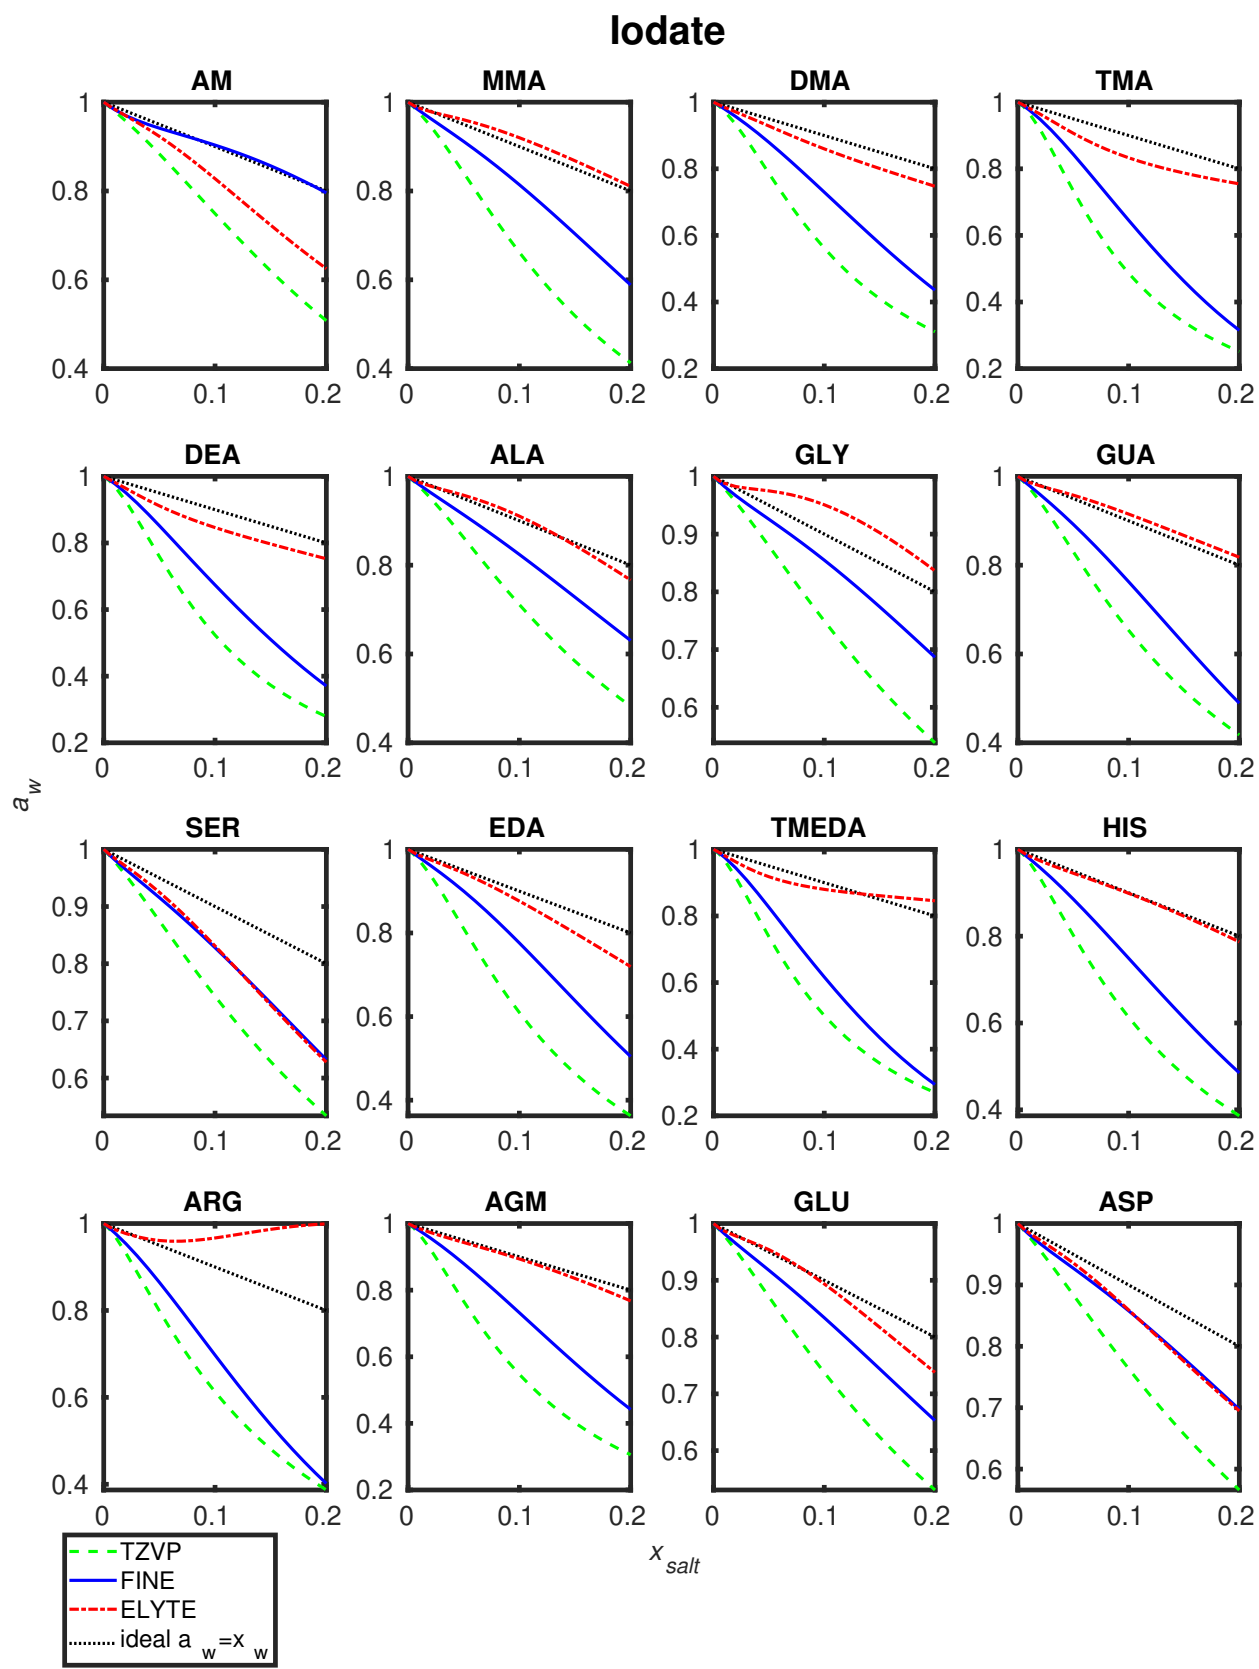 Iodate
AM MMA DMA TMA
1 1 1 1
0.8 0.8 0.8 0.8
0.6 0.6 0.6 0.6
0.4 0.4
0.4 0.4 0.2 0.2
0 0.1 0.2 0 0.1 0.2 0 0.1 0.2 0 0.1 0.2
DEA ALA GLY GUA
1 1 1 1
0.9
0.8 0.8 0.8 0.8
0.6 0.6 0.7 0.6
0.4 0.6
0.2 0.4 0.4
0 0.1 0.2 0 0.1 0.2 0 0.1 0.2 0 0.1 0.2
a w
SER EDA TMEDA HIS
1 1 1 1
0.9
0.8 0.8 0.8 0.8
0.7 0.6 0.6 0.6
0.6 0.4 0.4 0.4
0.2
0 0.1 0.2 0 0.1 0.2 0 0.1 0.2 0 0.1 0.2
ARG AGM GLU ASP
1 1 1 1
0.8 0.8 0.9 0.9
0.8 0.8
0.6 0.6 0.7 0.7
0.4 0.4 0.6 0.6
0.2
0 0.1 0.2 0 0.1 0.2 0 0.1 0.2 0 0.1 0.2
x salt
TZVP
FINE
ELYTE
ideal a w=x w